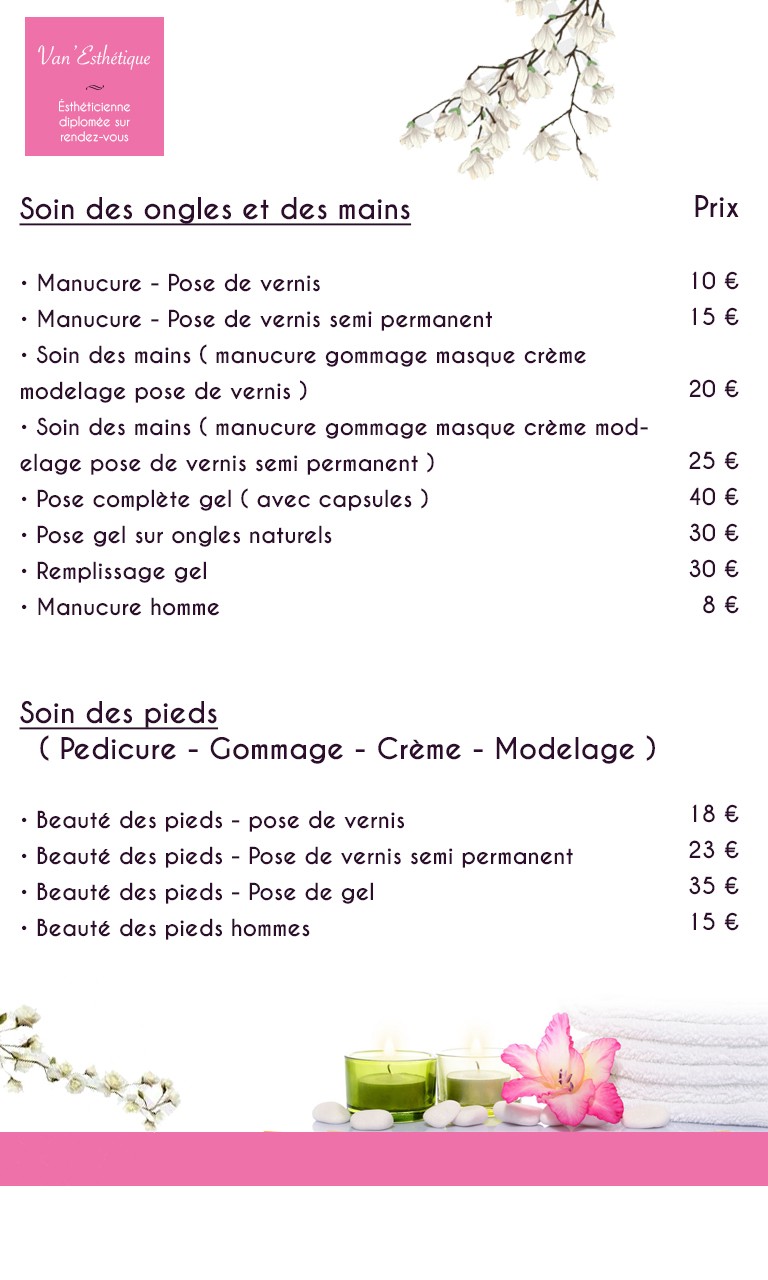 Van'Esthétique
Ésthéticienne
diplomée sur
rendez-vous
Soin des ongles et des mains Prix
• Manucure - Pose de vernis 10 €
• Manucure - Pose de vernis semi permanent 15 €
• Soin des mains ( manucure gommage masque crème
modelage pose de vernis ) 20 €
• Soin des mains ( manucure gommage masque crème mod-
elage pose de vernis semi permanent ) 25 €
• Pose complète gel ( avec capsules ) 40 €
• Pose gel sur ongles naturels 30 €
• Remplissage gel 30 €
• Manucure homme 8 €
Soin des pieds
( Pedicure - Gommage - Crème - Modelage )
• Beauté des pieds - pose de vernis 18 €
• Beauté des pieds - Pose de vernis semi permanent 23 €
• Beauté des pieds - Pose de gel 35 €
• Beauté des pieds hommes 15 €